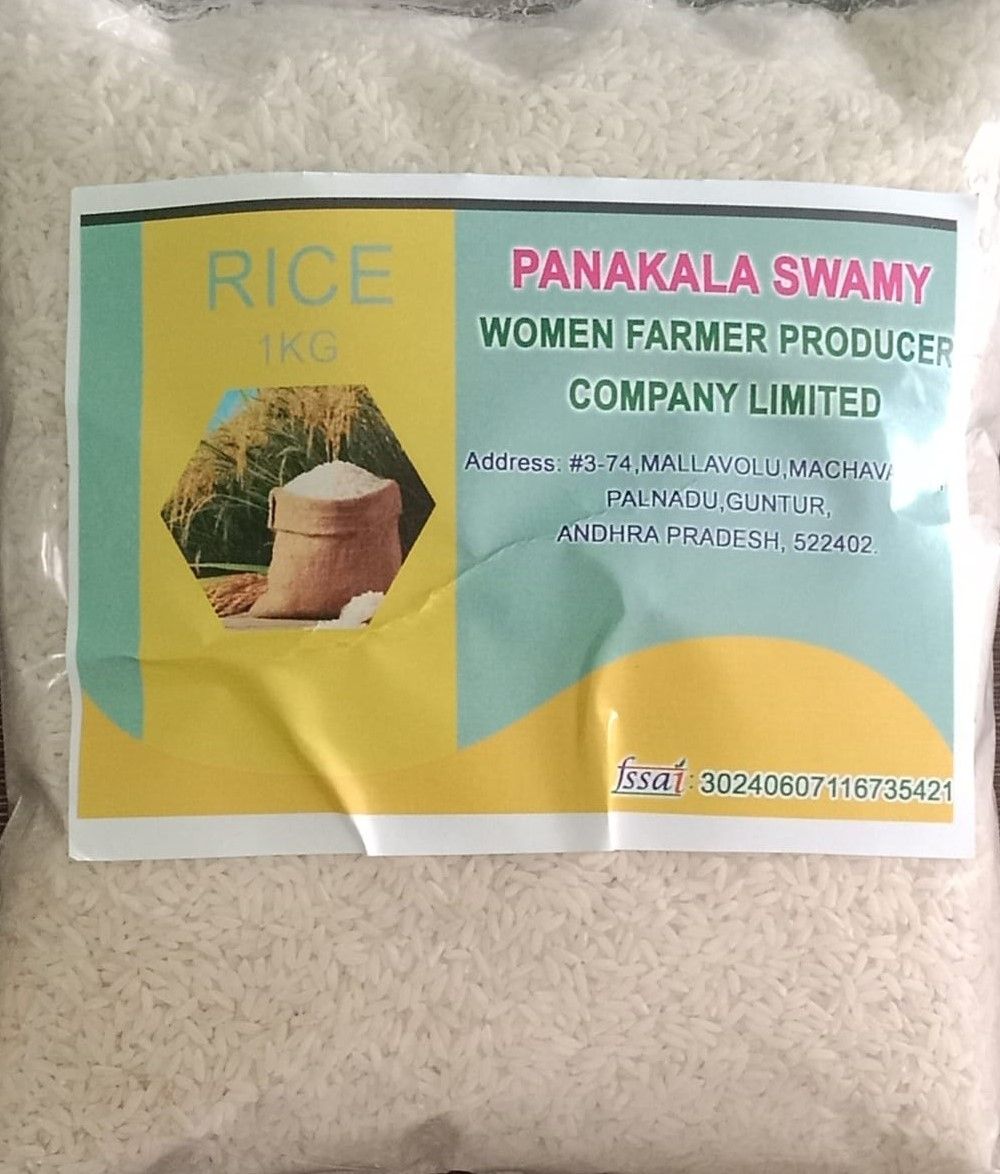 RICE
1KG
PANAKALA SWAMY
WOMEN FARMER PRODUCER
COMPANY LIMITED
Address: #3-74,MALLAVOLU,
PALNADU,GUNTUR,
ANDHRA PRADESH, 522402.
fssai: 30240607116735421